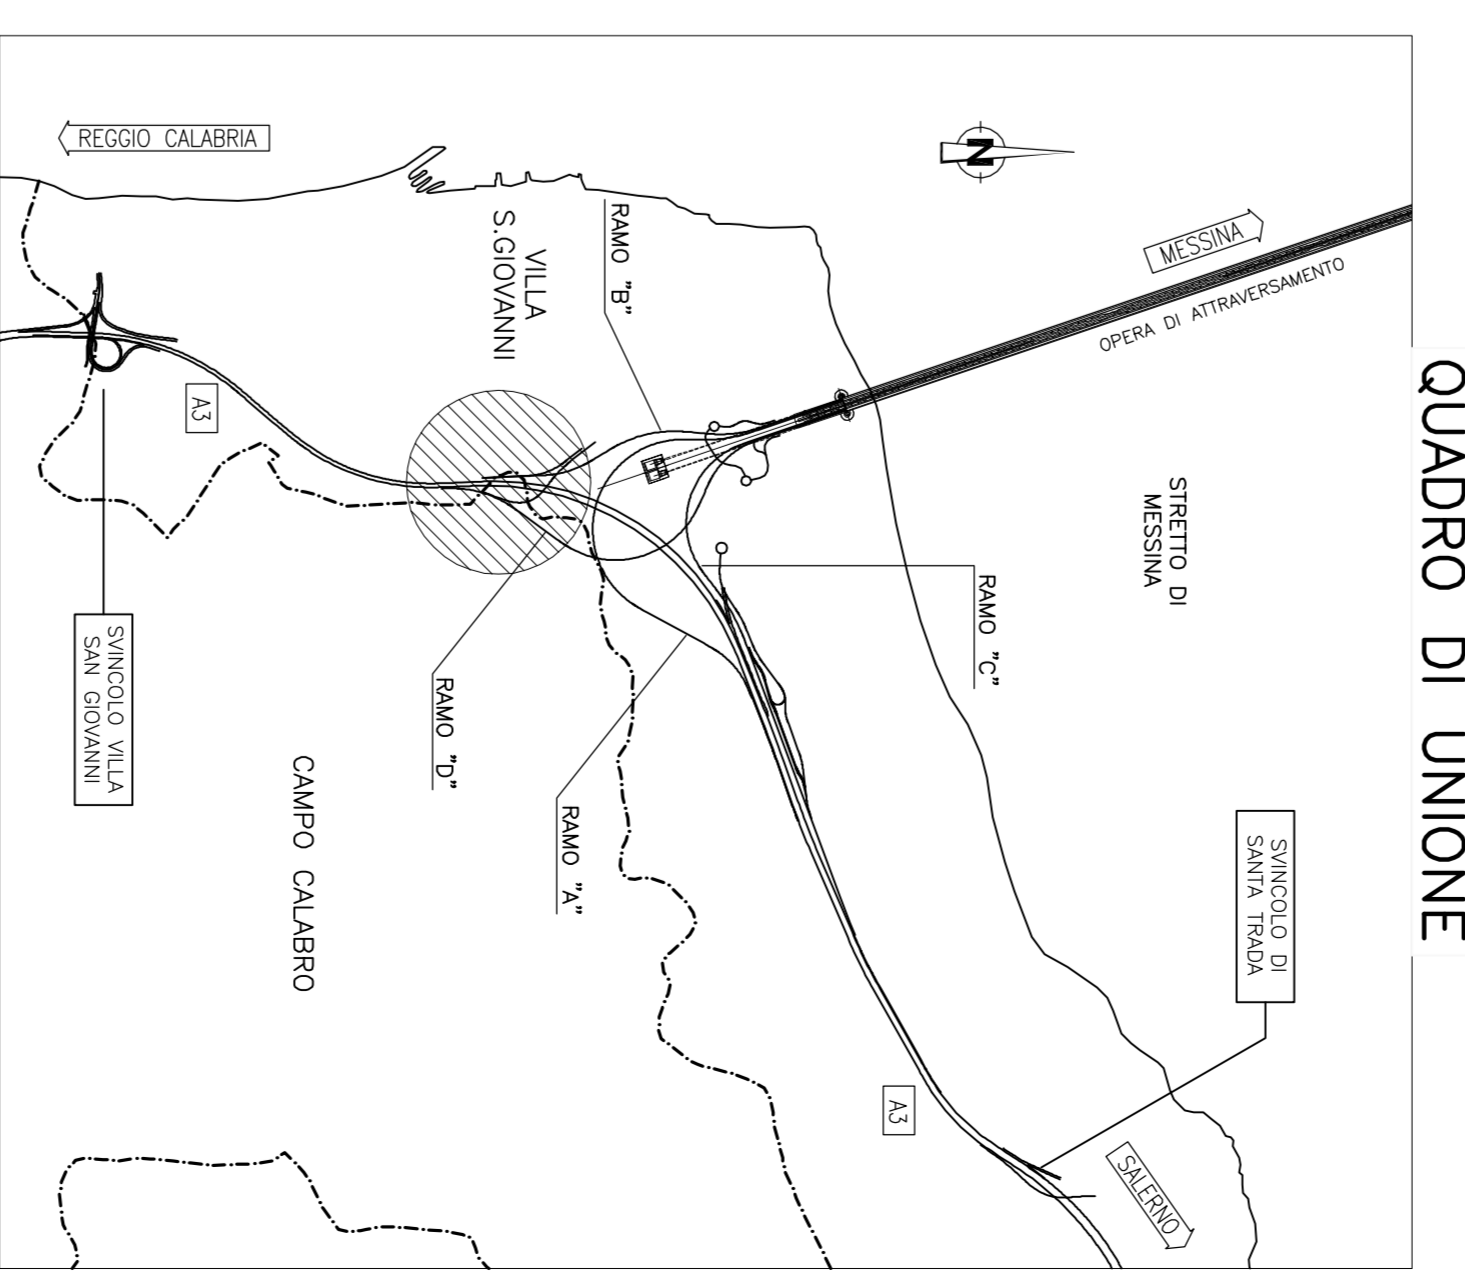 QUADRO DI UNIONE
REGGIO CALABRIA
N
MESSINA
OPERA DI ATTRAVERSAMENTO
VILLA
S.GIOVANNI
RAMO "B"
A3
STRETTO DI
MESSINA
RAMO "C"
SVINCOLO VILLA
SAN GIOVANNI
RAMO "D"
CAMPO CALABRO
RAMO "A"
SVINCOLO DI
SANTA TRADA
A3
SALERNO